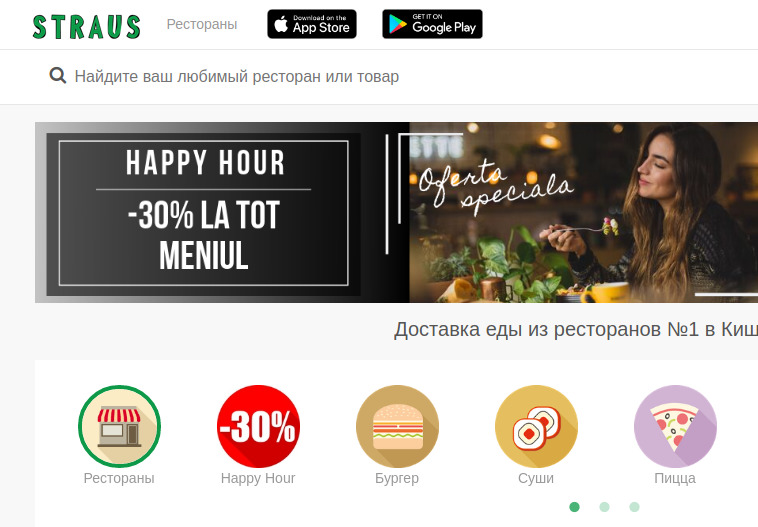 STRAUS
Рестораны
Download on the
App Store
GET IT ON
Google Play
Найдите ваш любимый ресторан или товар
HAPPY HOUR
-30% LA TOT
MENIUL
Oferta
speciala
Доставка еды из ресторанов №1 в Киш
-30%
Рестораны
Happy Hour
Бургер
Суши
Пицца